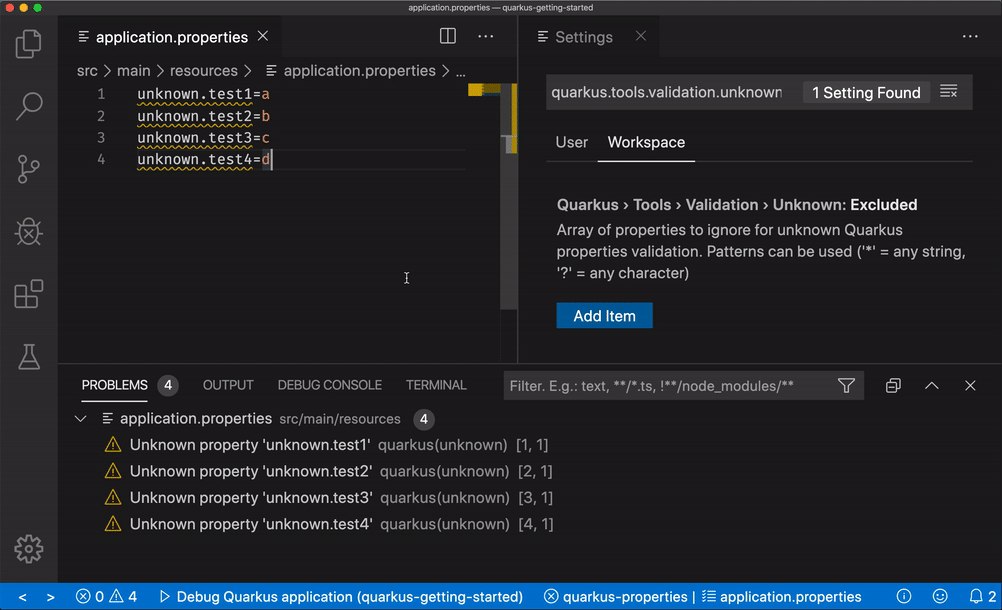 application.properties — quarkus-getting-started
application.properties
Settings
src > main > resources > application.properties > ...
1 unknown.test1=a
2 unknown.test2=b
3 unknown.test3=c
4 unknown.test4=d
quarkus.tools.validation.unknown
1 Setting Found
User
Workspace
Quarkus › Tools › Validation › Unknown: Excluded
Array of properties to ignore for unknown Quarkus
properties validation. Patterns can be used ('*' = any string,
'?' = any character)
Add Item
PROBLEMS 4 OUTPUT DEBUG CONSOLE TERMINAL
Filter. E.g.: text, **/*.ts, !**/node_modules/**
application.properties src/main/resources 4
Unknown property 'unknown.test1' quarkus(unknown) [1, 1]
Unknown property 'unknown.test2' quarkus(unknown) [2, 1]
Unknown property 'unknown.test3' quarkus(unknown) [3, 1]
Unknown property 'unknown.test4' quarkus(unknown) [4, 1]
< > 0 4 Debug Quarkus application (quarkus-getting-started) quarkus-properties | application.properties 2